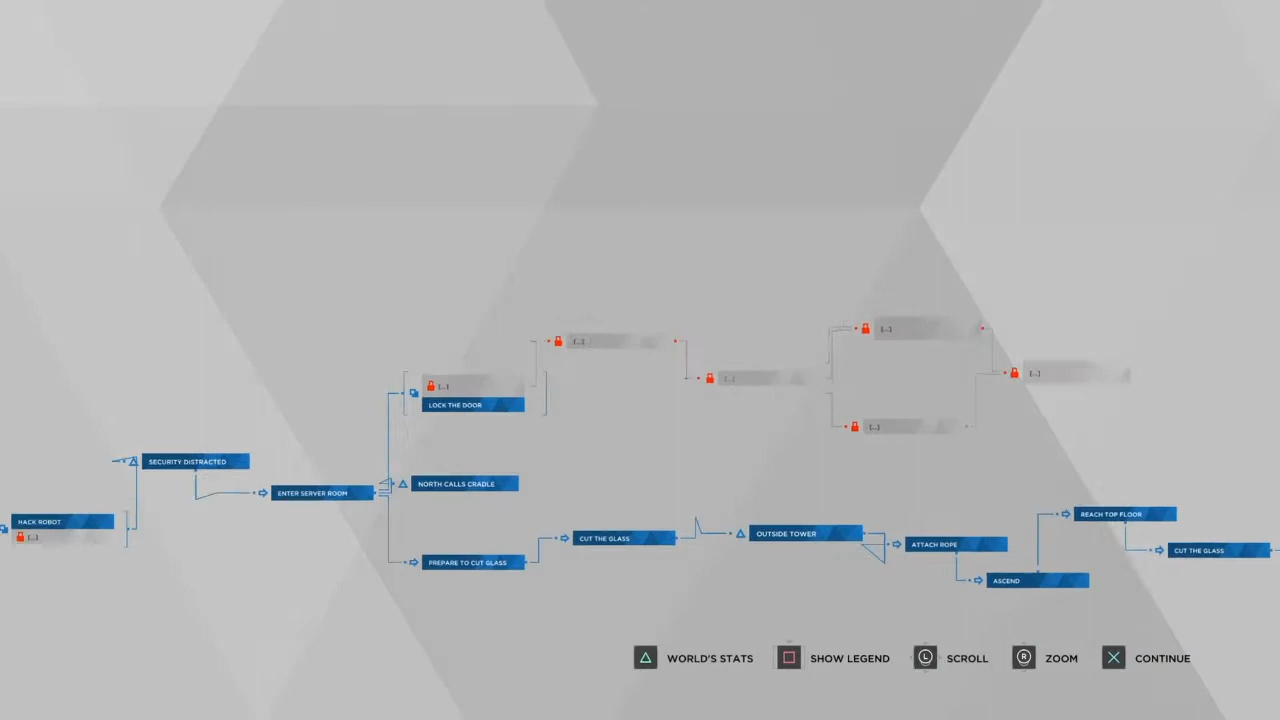 [...]
[...]
[...]
[...]
[...]
[...]
LOCK THE DOOR
[...]
SECURITY DISTRACTED
NORTH CALLS CRADLE
ENTER SERVER ROOM
HACK ROBOT
[...]
REACH TOP FLOOR
OUTSIDE TOWER
CUT THE GLASS
ATTACH ROPE
CUT THE GLASS
PREPARE TO CUT GLASS
ASCEND
WORLD'S STATS
SHOW LEGEND
L
SCROLL
R
ZOOM
CONTINUE